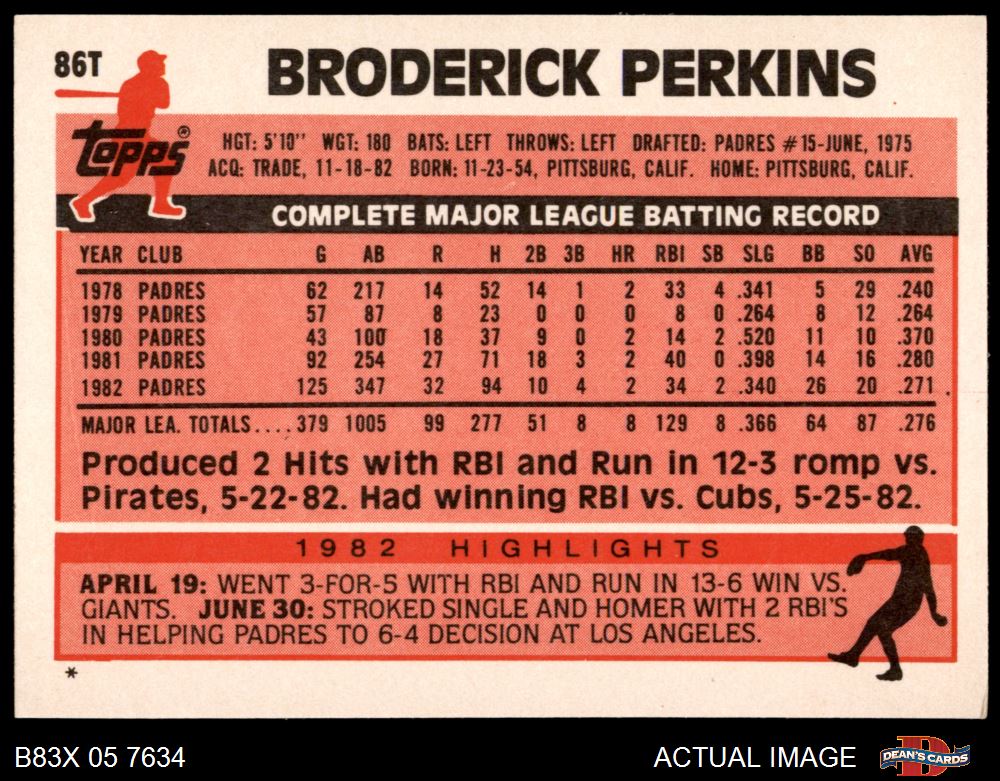 86T
BRODERICK PERKINS
topps®
HGT: 5'10'' WGT: 180 BATS: LEFT THROWS: LEFT DRAFTED: PADRES #15-JUNE, 1975
ACQ: TRADE, 11-18-82 BORN: 11-23-54, PITTSBURG, CALIF. HOME: PITTSBURG, CALIF.
COMPLETE MAJOR LEAGUE BATTING RECORD
YEAR CLUB G AB R H 2B 3B HR RBI SB SLG BB SO AVG
1978 PADRES 62 217 14 52 14 1 2 33 4 .341 5 29 .240
1979 PADRES 57 87 8 23 0 0 0 8 0 .264 8 12 .264
1980 PADRES 43 100 18 37 9 0 2 14 2 .520 11 10 .370
1981 PADRES 92 254 27 71 18 3 2 40 0 .398 14 16 .280
1982 PADRES 125 347 32 94 10 4 2 34 2 .340 26 20 .271
MAJOR LEA. TOTALS.... 379 1005 99 277 51 8 8 129 8 .366 64 87 .276
Produced 2 Hits with RBI and Run in 12-3 romp vs.
Pirates, 5-22-82. Had winning RBI vs. Cubs, 5-25-82.
1982 HIGHLIGHTS
APRIL 19: WENT 3-FOR-5 WITH RBI AND RUN IN 13-6 WIN VS.
GIANTS. JUNE 30: STROKED SINGLE AND HOMER WITH 2 RBI'S
IN HELPING PADRES TO 6-4 DECISION AT LOS ANGELES.
*
B83X 05 7634
ACTUAL IMAGE
DEAN'S CARDS